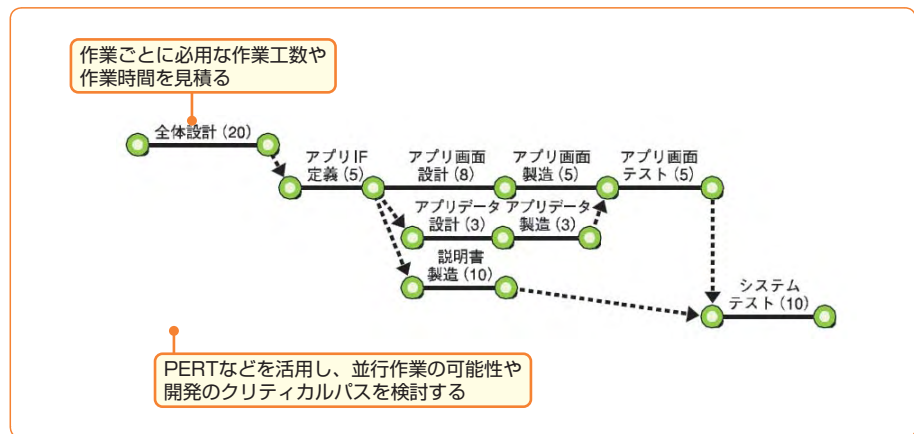 作業ごとに必用な作業工数や
作業時間を見積る
全体設計(20)
アプリIF
定義(5)
アプリ画面
設計(8)
アプリ画面
製造(5)
アプリ画面
テスト(5)
アプリデータ
設計(3)
アプリデータ
製造(3)
説明書
製造(10)
システム
テスト(10)
PERTなどを活用し、並行作業の可能性や
開発のクリティカルパスを検討する